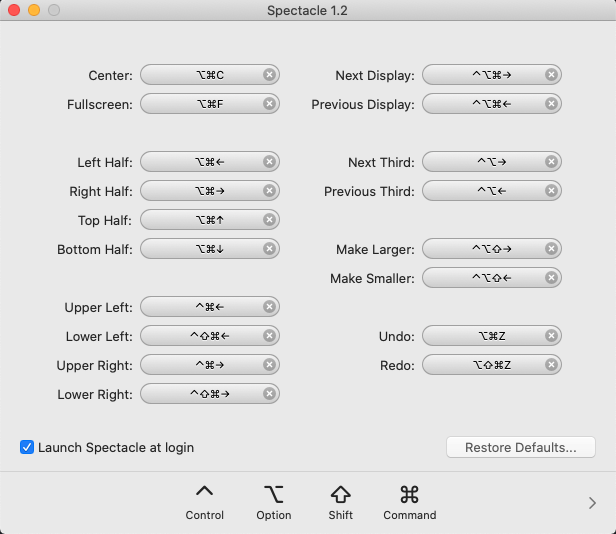 Spectacle 1.2
Center: ⌥⌘C
Fullscreen: ⌥⌘F
Left Half: ⌥⌘←
Right Half: ⌥⌘→
Top Half: ⌥⌘↑
Bottom Half: ⌥⌘↓
Upper Left: ^⌘←
Lower Left: ^⇧⌘←
Upper Right: ^⌘→
Lower Right: ^⇧⌘→
Next Display: ^⌥⌘→
Previous Display: ^⌥⌘←
Next Third: ^⌥→
Previous Third: ^⌥←
Make Larger: ^⌥⇧→
Make Smaller: ^⌥⇧←
Undo: ⌥⌘Z
Redo: ⌥⇧⌘Z
Launch Spectacle at login
Restore Defaults...
Control
Option
Shift
Command